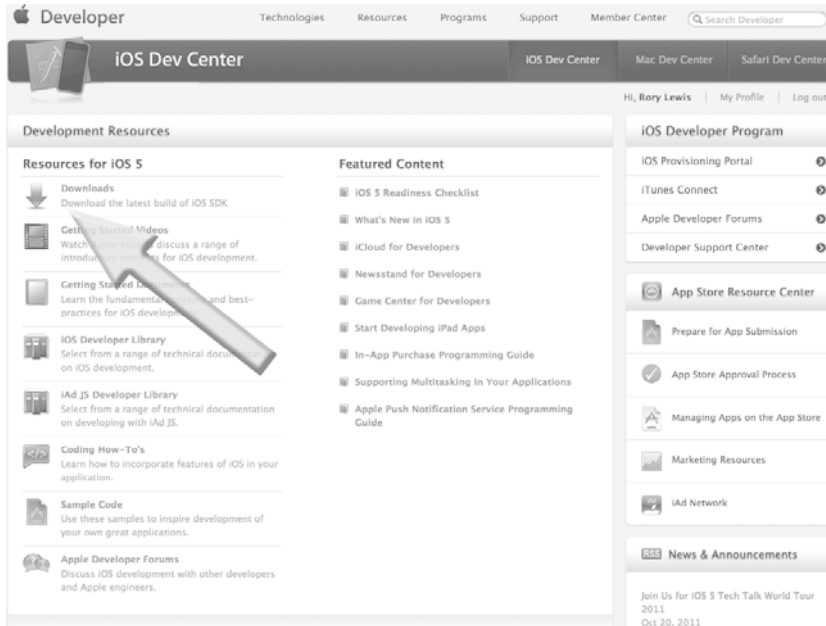 Developer
Technologies Resources Programs Support Member Center Search Developer
iOS Dev Center
iOS Dev Center Mac Dev Center Safari Dev Center
Hi, Rory Lewis My Profile Log out
Development Resources
Resources for iOS 5
Downloads
Download the latest build of iOS SDK
Getting Started Videos
Watch discuss a range of
introductory for iOS development.
Getting Started
Learn the fundamental and best-
practices for iOS
iOS Developer Library
Select from a range of technical
on iOS development.
iAd JS Developer Library
Select from a range of technical documentation
on developing with iAd JS.
Coding How-To's
Learn how to incorporate features of iOS in your
application.
Sample Code
Use these samples to inspire development of
your own great applications.
Apple Developer Forums
Discuss iOS development with other developers
and Apple engineers.
Featured Content
iOS 5 Readiness Checklist
What's New in iOS 5
iCloud for Developers
Newsstand for Developers
Game Center for Developers
Start Developing iPad Apps
In-App Purchase Programming Guide
Supporting Multitasking In Your Applications
Apple Push Notification Service Programming
Guide
iOS Developer Program
iOS Provisioning Portal
iTunes Connect
Apple Developer Forums
Developer Support Center
App Store Resource Center
Prepare for App Submission
App Store Approval Process
Managing Apps on the App Store
Marketing Resources
iAd Network
RSS News & Announcements
Join Us for iOS 5 Tech Talk World Tour
2011
Oct 20, 2011